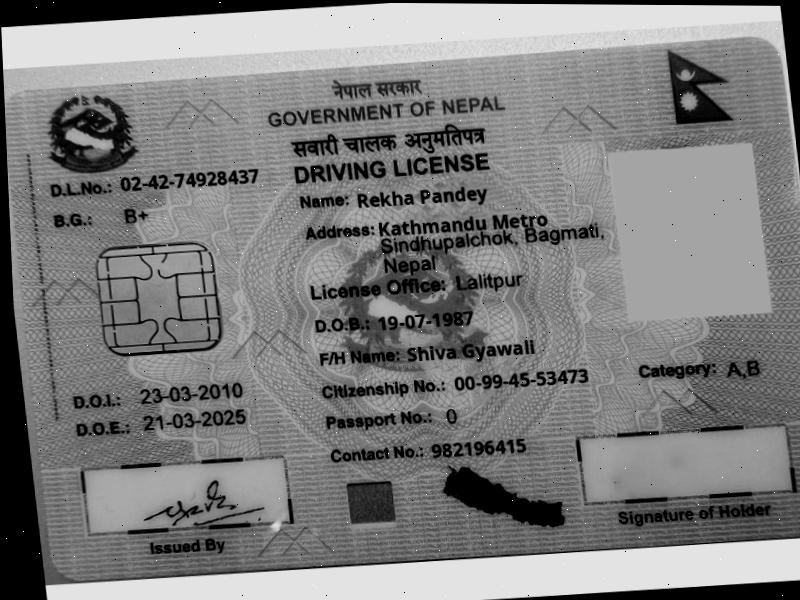 नेपाल सरकार
GOVERNMENT OF NEPAL
सवारी चालक अनुमतिपत्र
DRIVING LICENSE
D.L.No.: 02-42-74928437
B.G.: B+
Name: Rekha Pandey
Address: Kathmandu Metro
Sindhupalchok, Bagmati,
Nepal
License Office: Lalitpur
D.O.B.: 19-07-1987
F/H Name: Shiva Gyawali
Citizenship No.: 00-99-45-53473
Category: A,B
D.O.I.: 23-03-2010
D.O.E.: 21-03-2025
Passport No.: 0
Contact No.: 982196415
Issued By
Signature of Holder